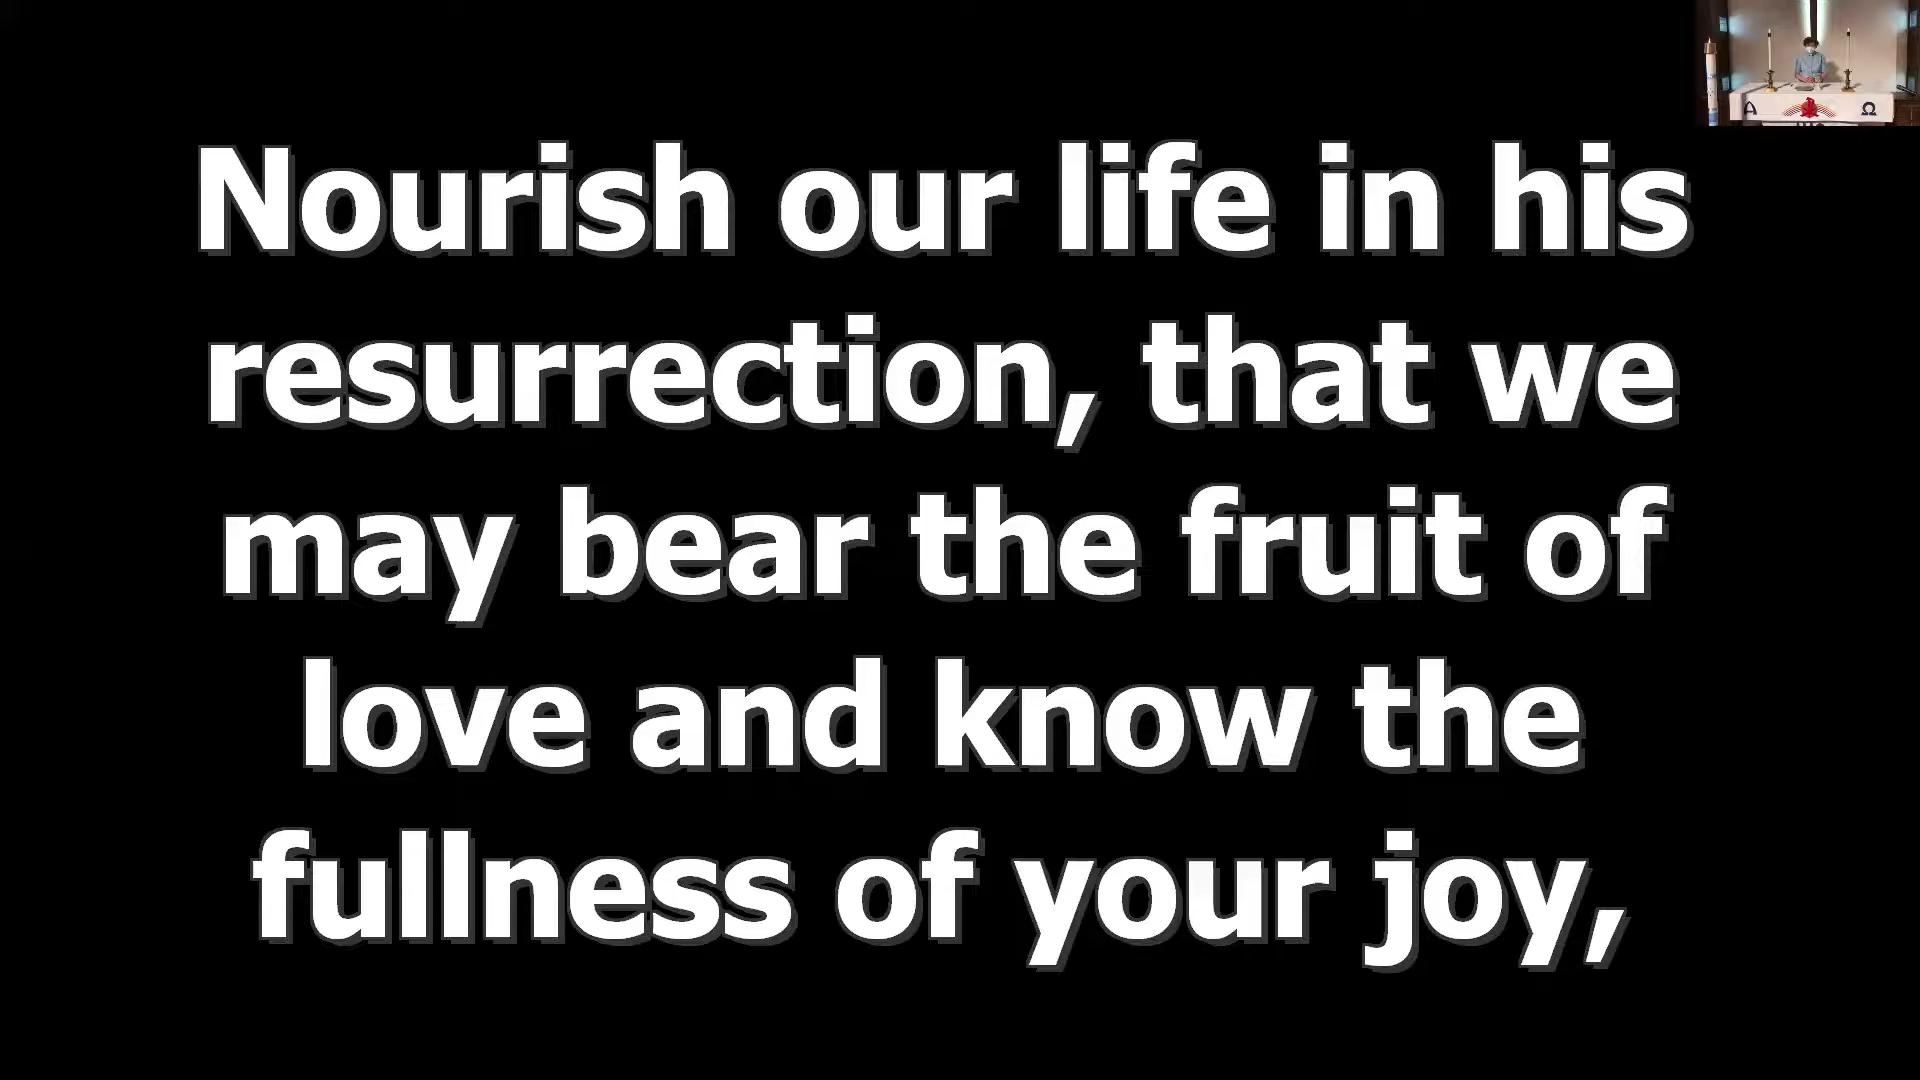 Nourish our life in his
resurrection, that we
may bear the fruit of
love and know the
fullness of your joy,
Α
Ω